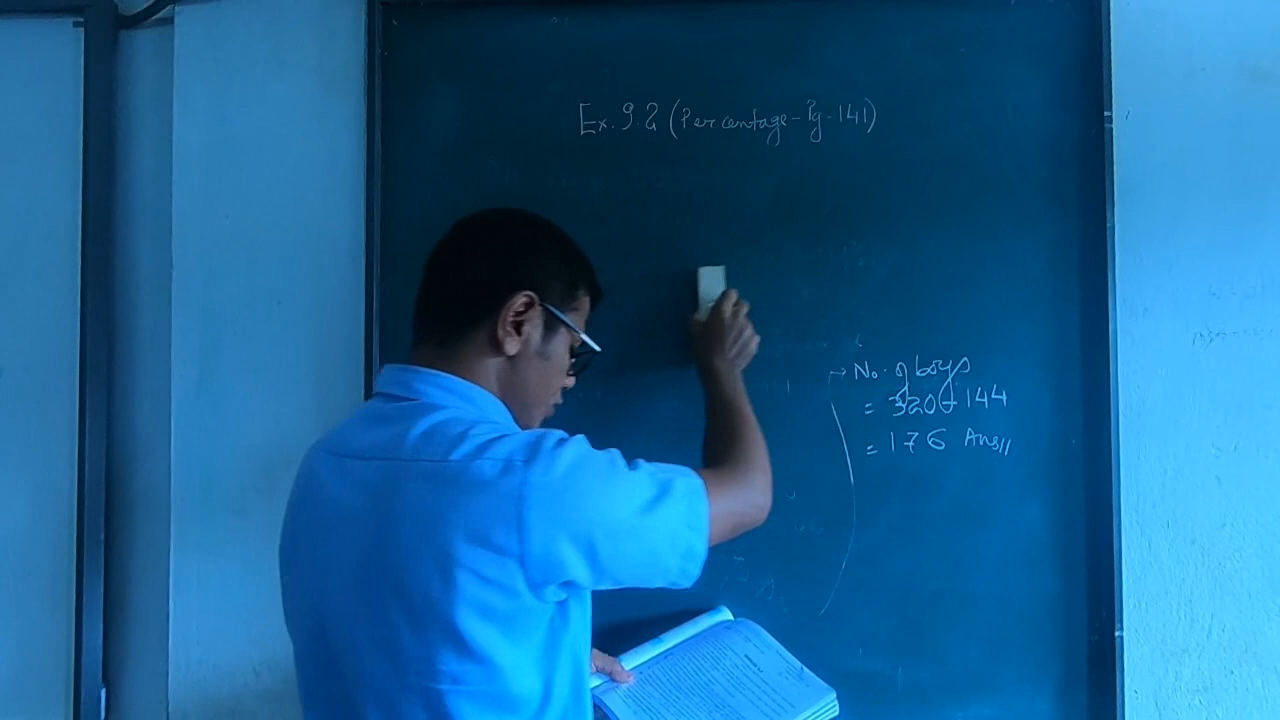 Ex. 9.2 (Percentage - Pg - 141)
→ No. of boys
= 320 - 144
= 176 Ans//